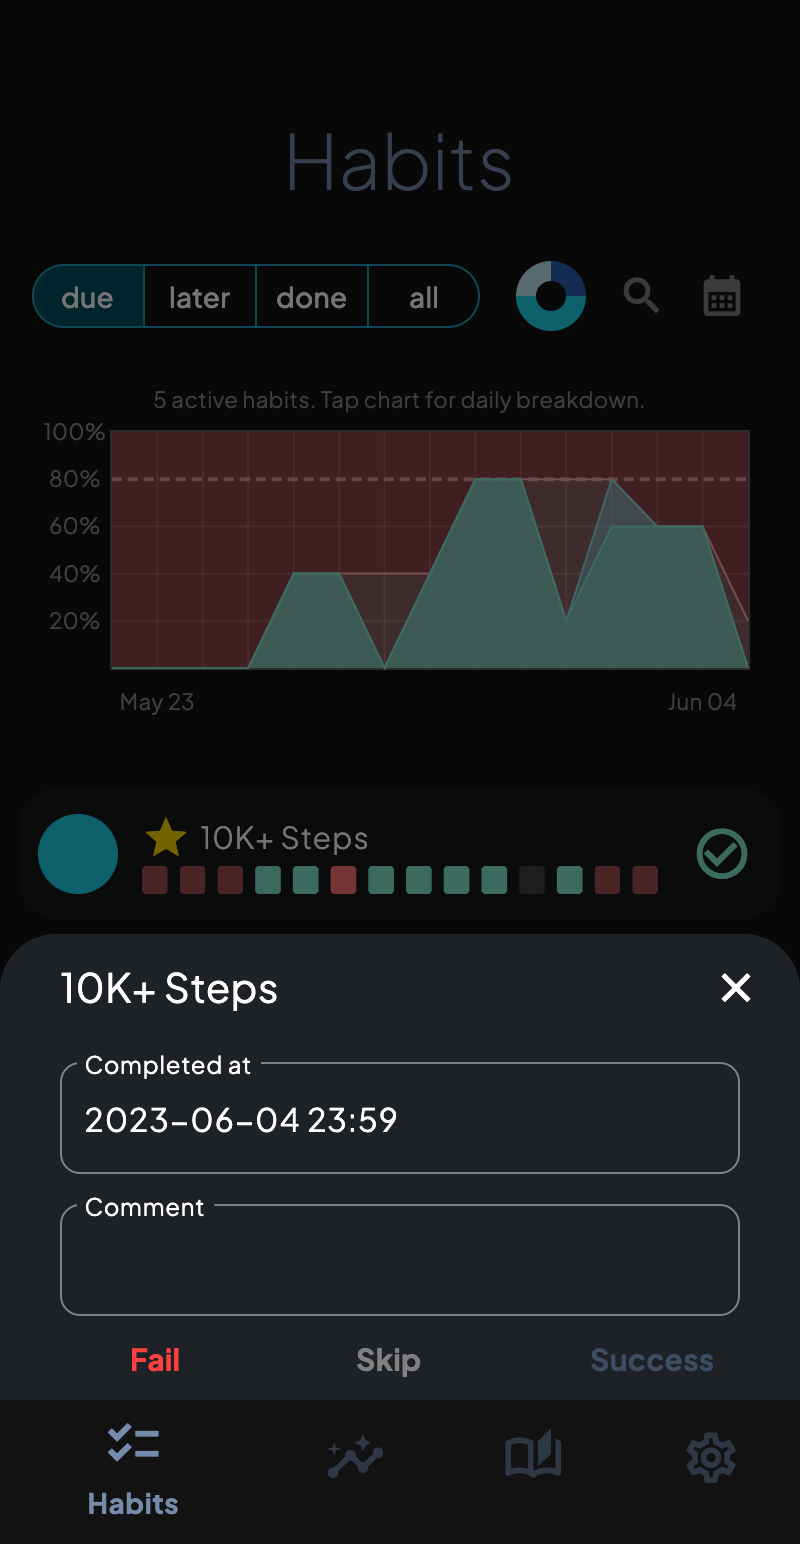 Habits
due later done all
5 active habits. Tap chart for daily breakdown.
100%
80%
60%
40%
20%
May 23 Jun 04
10K+ Steps
10K+ Steps
Completed at
2023-06-04 23:59
Comment
Fail Skip Success
Habits